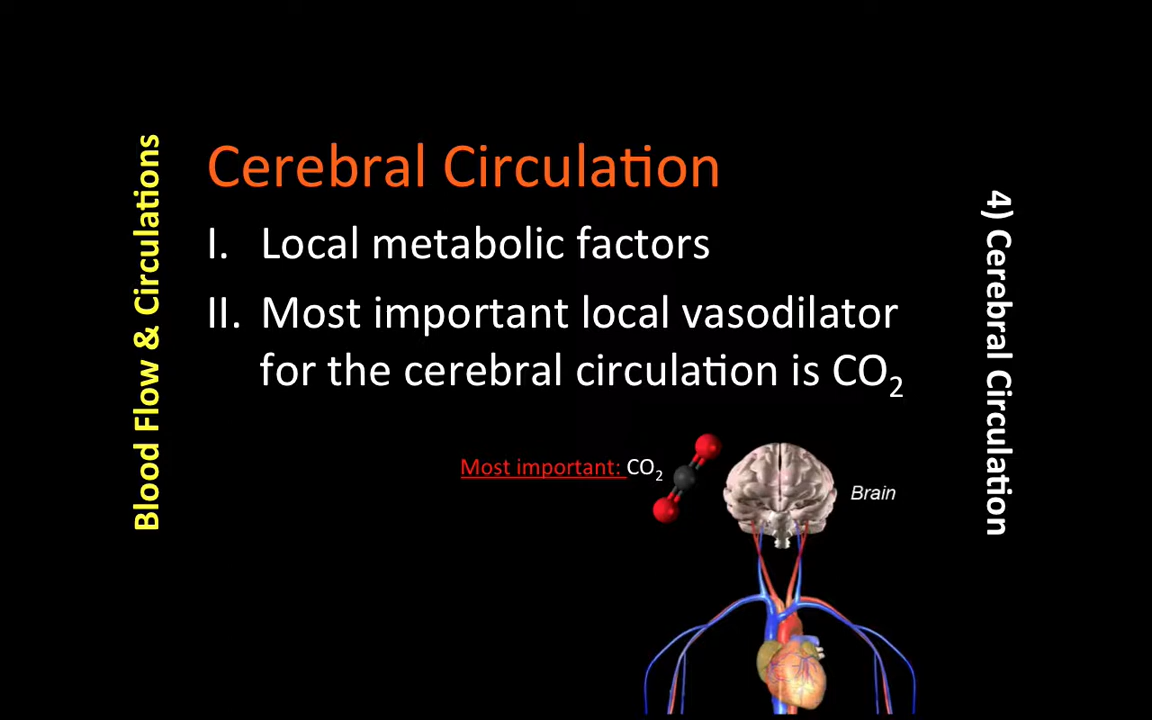 Blood Flow & Circulations
Cerebral Circulation
I. Local metabolic factors
II. Most important local vasodilator
for the cerebral circulation is CO₂
Most important: CO₂
Brain
4) Cerebral Circulation